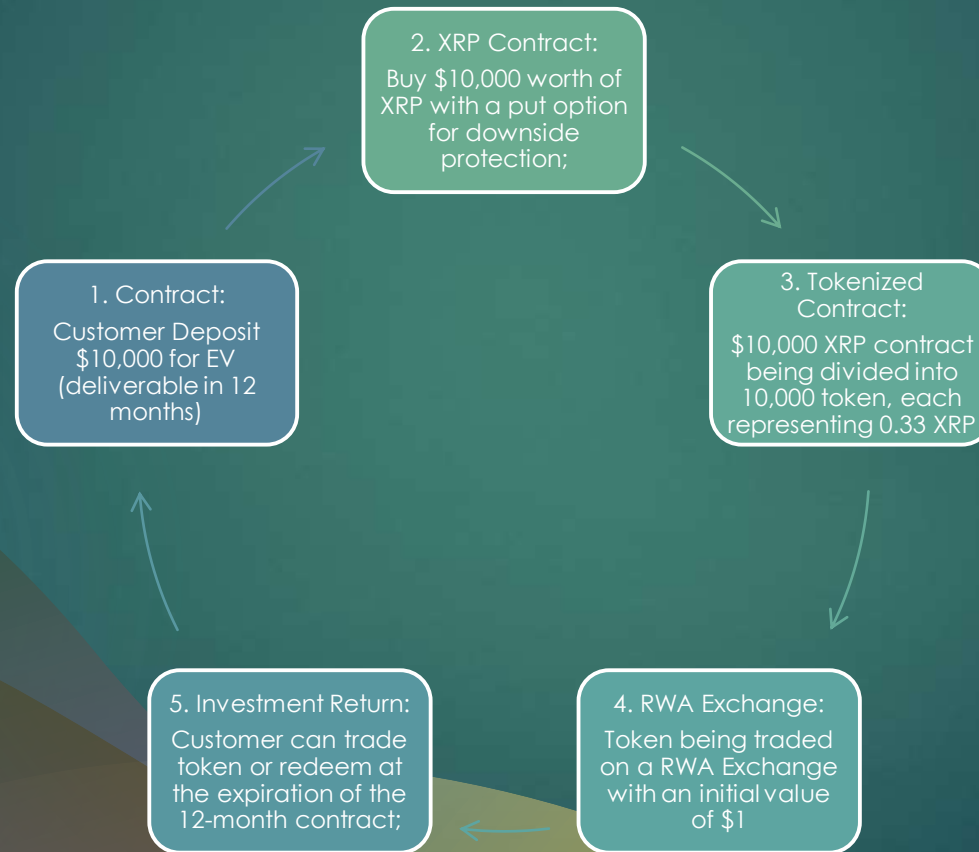 1. Contract:
Customer Deposit
$10,000 for EV
(deliverable in 12
months)
2. XRP Contract:
Buy $10,000 worth of
XRP with a put option
for downside
protection;
3. Tokenized
Contract:
$10,000 XRP contract
being divided into
10,000 token, each
representing 0.33 XRP
4. RWA Exchange:
Token being traded
on a RWA Exchange
with an initial value
of $1
5. Investment Return:
Customer can trade
token or redeem at
the expiration of the
12-month contract;